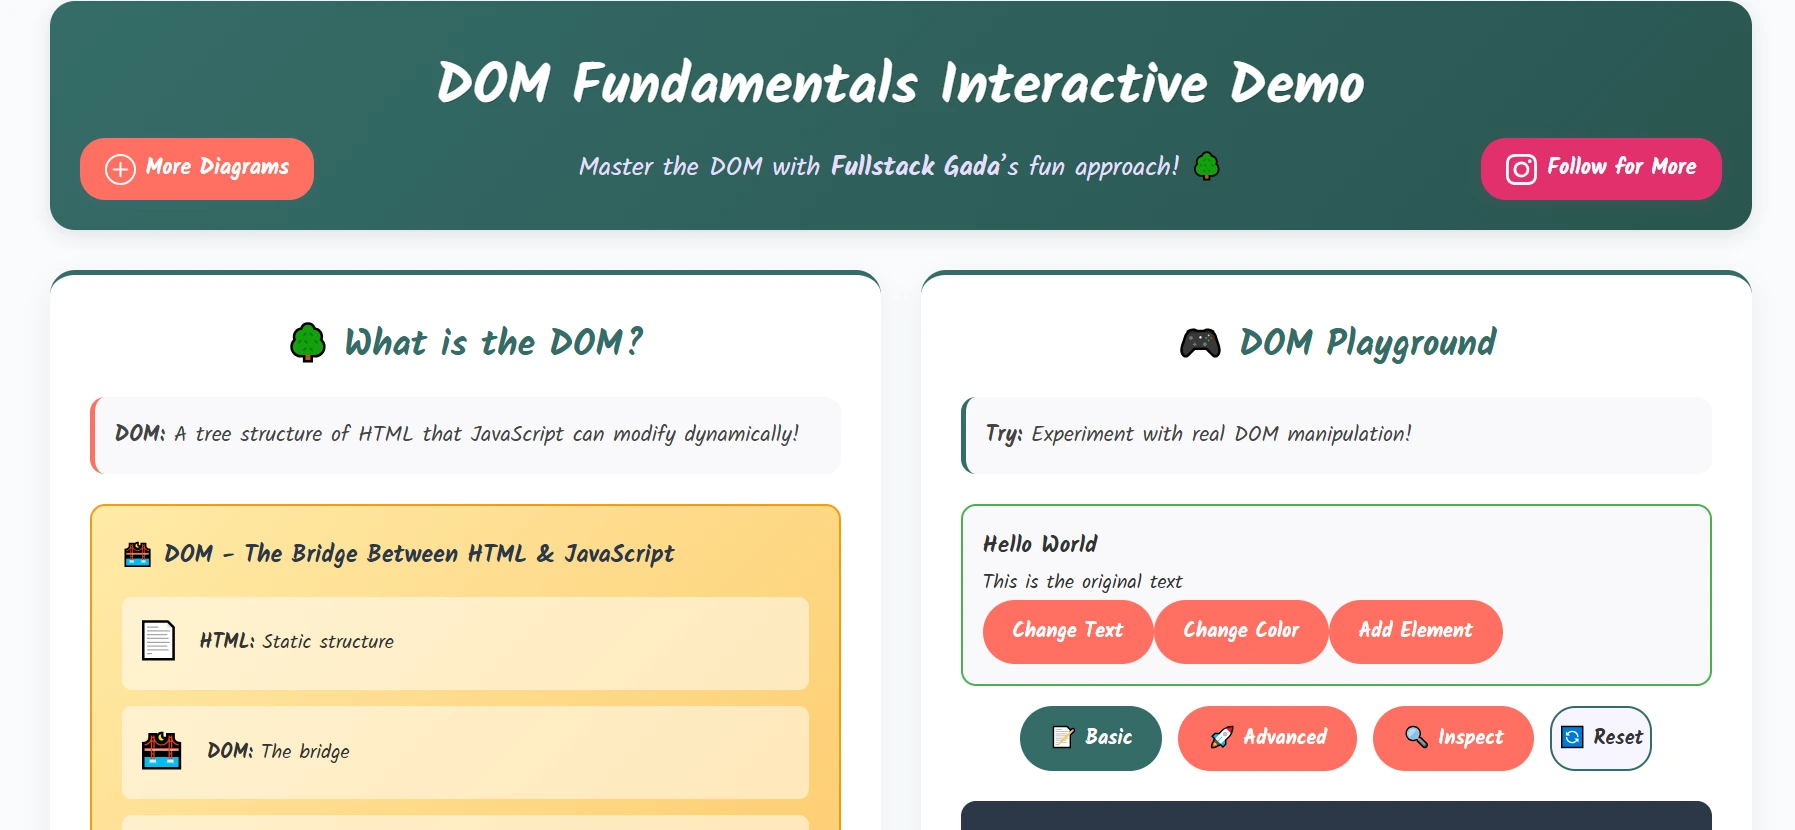 DOM Fundamentals Interactive Demo
More Diagrams
Master the DOM with Fullstack Gada's fun approach!
Follow for More
What is the DOM?
DOM: A tree structure of HTML that JavaScript can modify dynamically!
DOM - The Bridge Between HTML & JavaScript
HTML: Static structure
DOM: The bridge
DOM Playground
Try: Experiment with real DOM manipulation!
Hello World
This is the original text
Change Text Change Color Add Element
Basic Advanced Inspect Reset